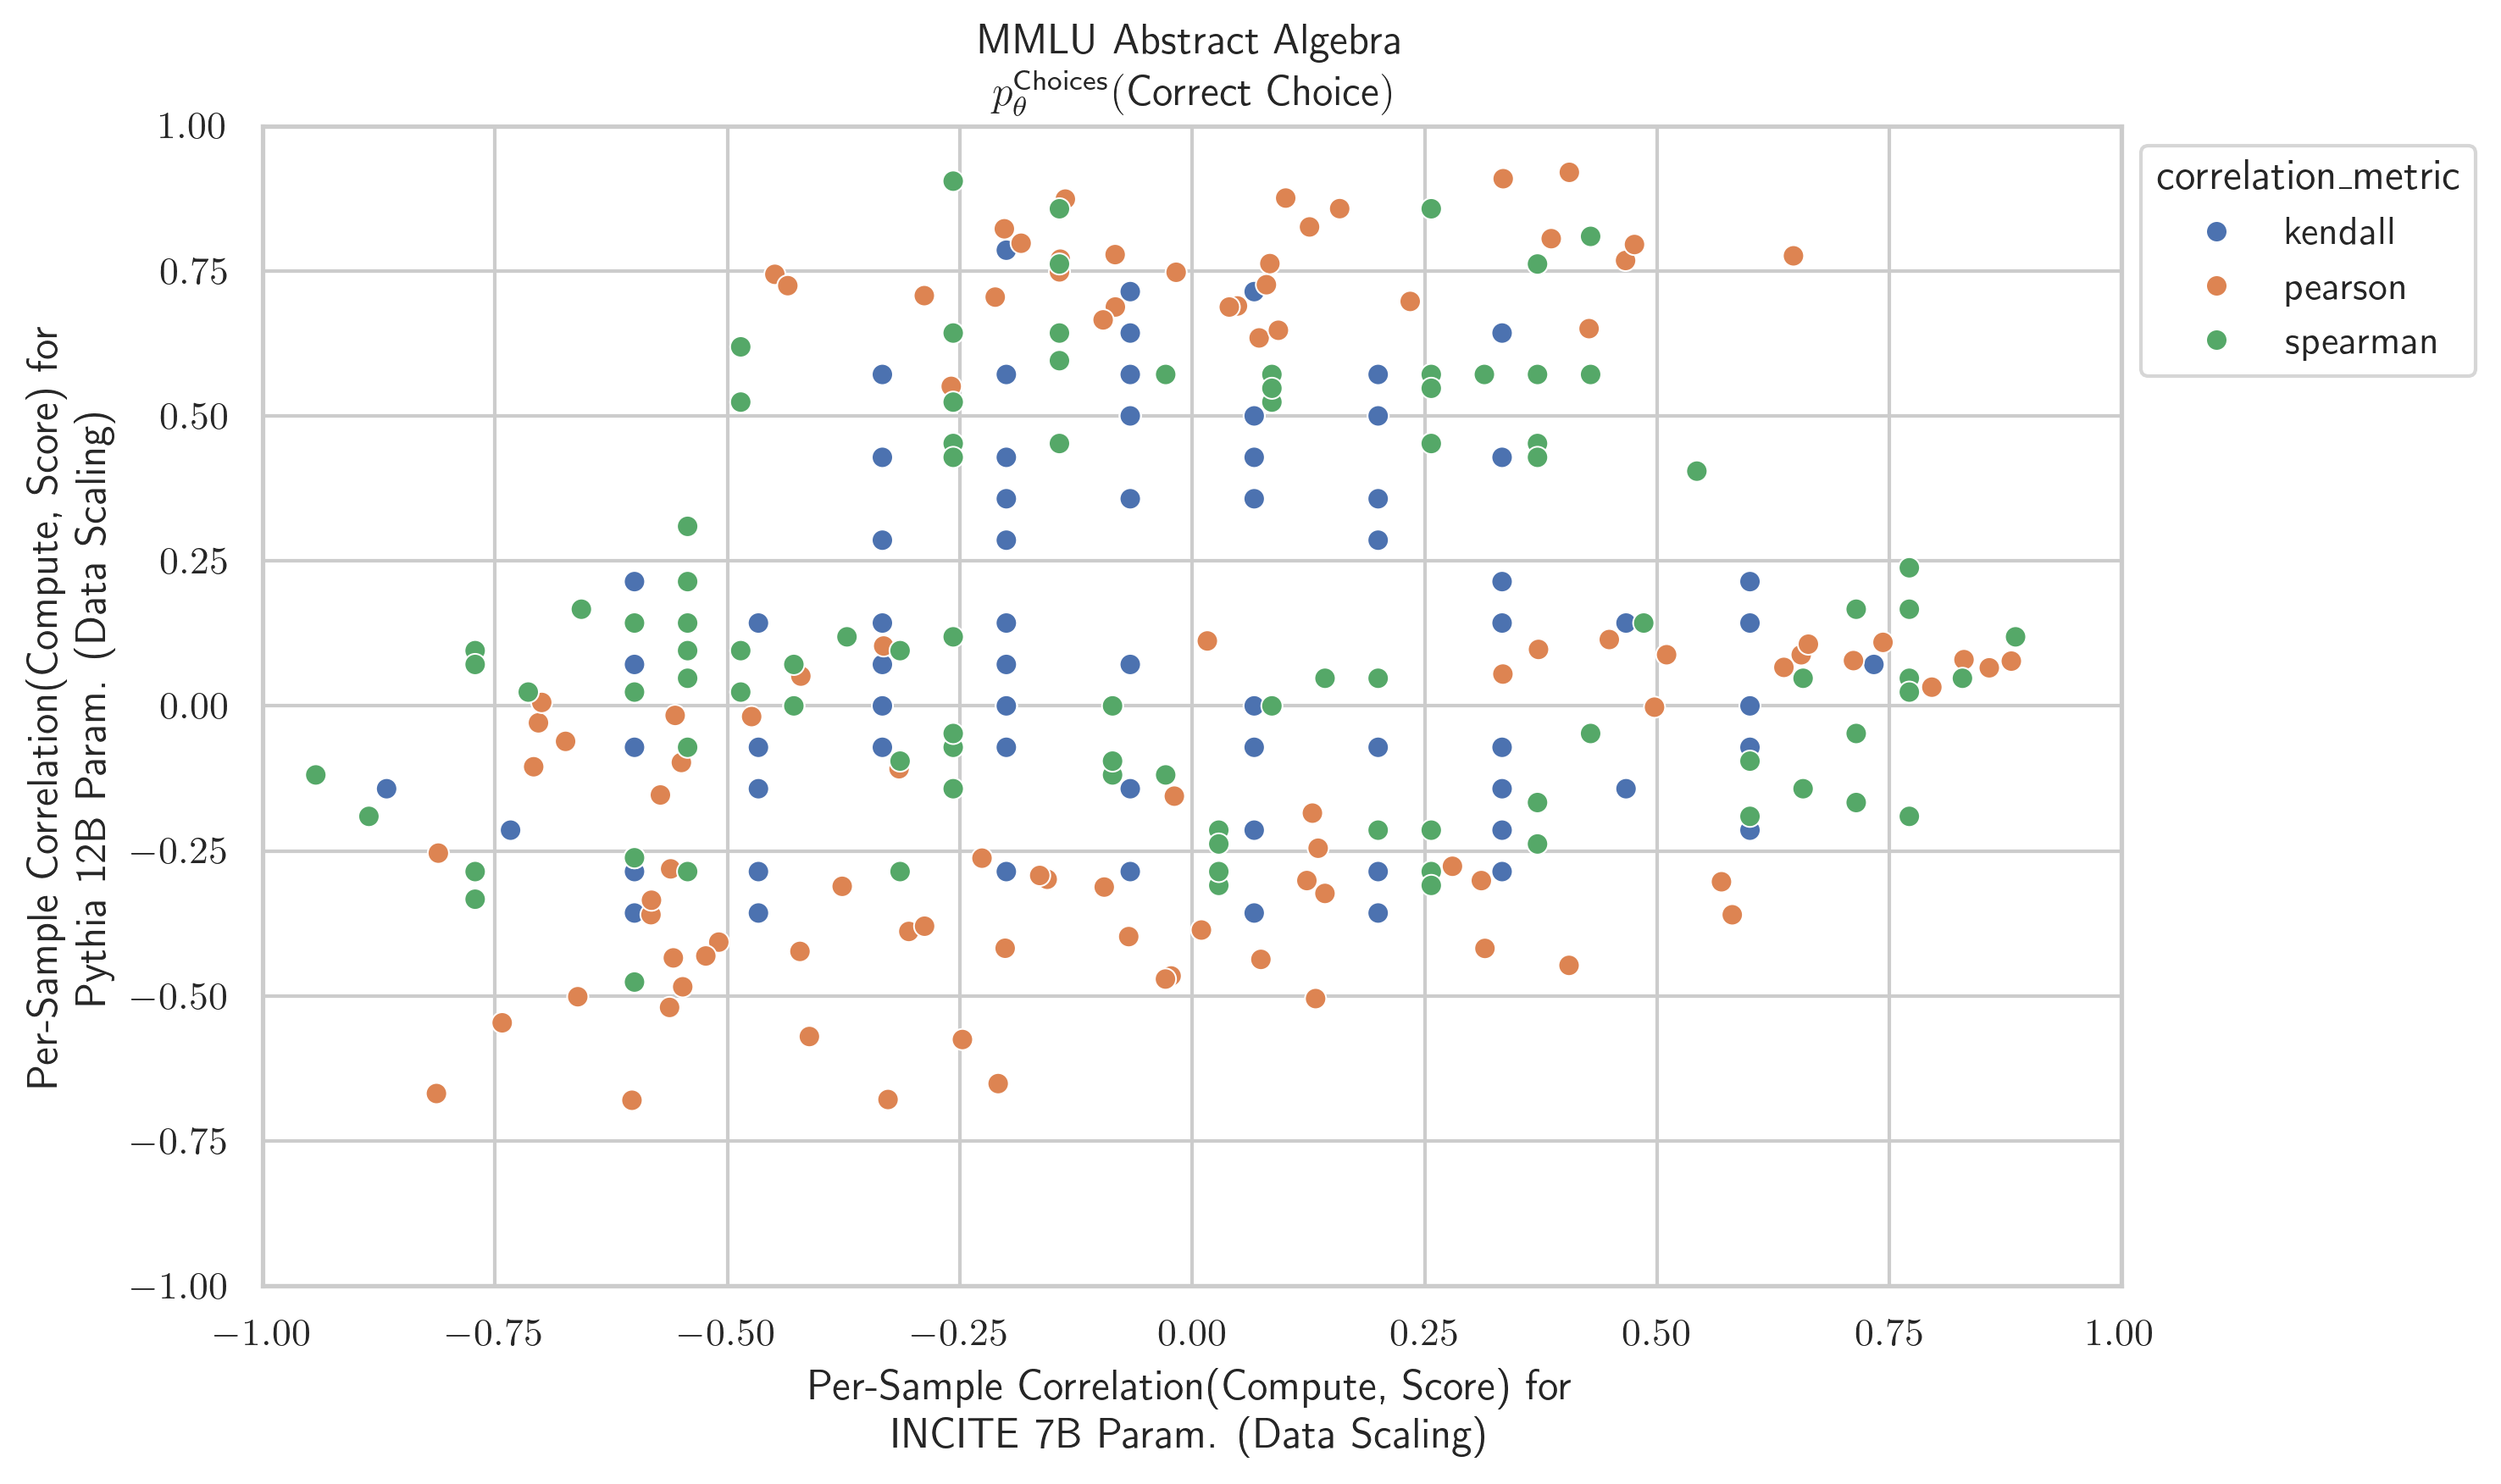 MMLU Abstract Algebra
p_θ^Choices(Correct Choice)
1.00
0.75
0.50
0.25
0.00
−0.25
−0.50
−0.75
−1.00
Per-Sample Correlation(Compute, Score) for
Pythia 12B Param. (Data Scaling)
−1.00
−0.75
−0.50
−0.25
0.00
0.25
0.50
0.75
1.00
Per-Sample Correlation(Compute, Score) for
INCITE 7B Param. (Data Scaling)
correlation_metric
kendall
pearson
spearman